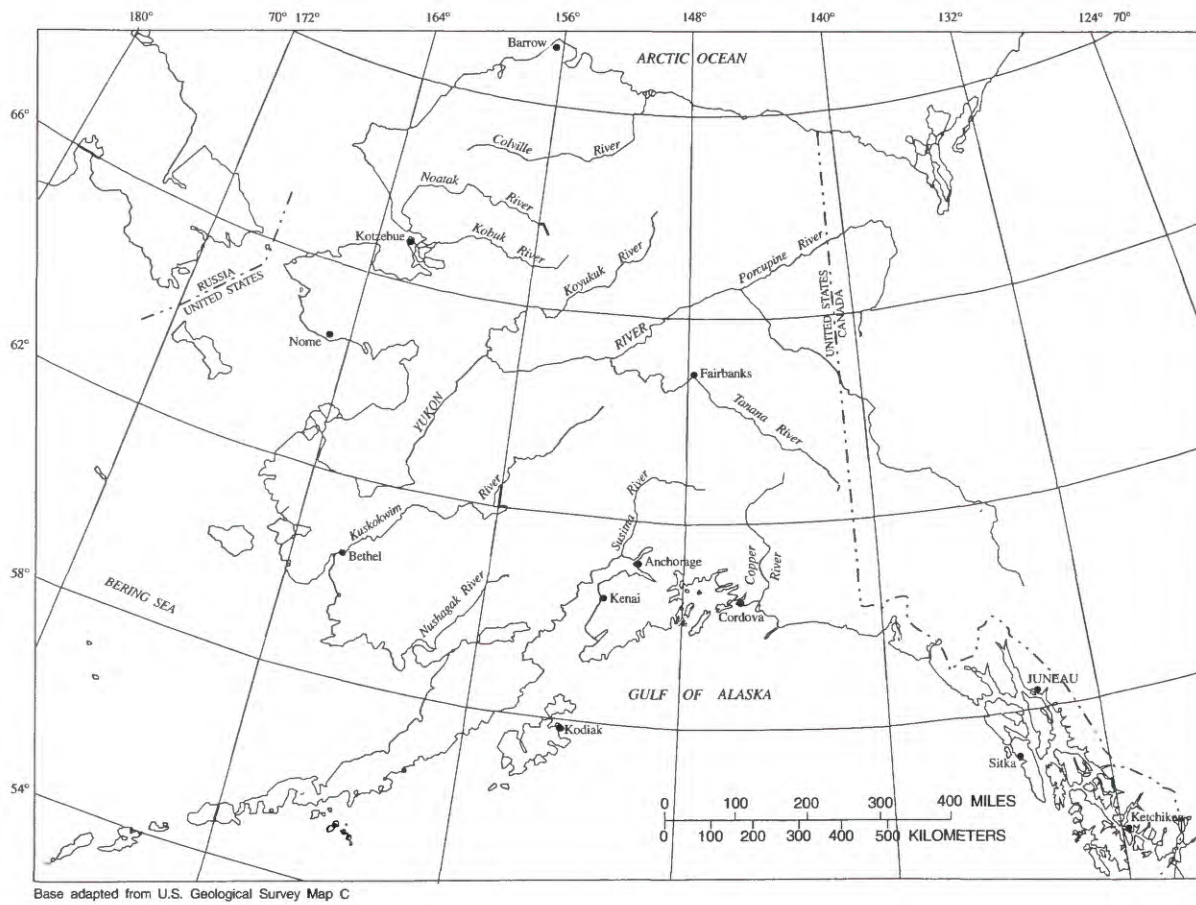 180°
70° 172°
164°
156°
148°
140°
132°
124° 70°
Barrow
ARCTIC OCEAN
66°
Colville River
Noatak River
Kotzebue
Kobuk River
Koyukuk River
Porcupine River
RUSSIA
UNITED STATES
UNITED STATES
CANADA
62°
Nome
YUKON RIVER
Fairbanks
Tanana River
Kuskokwim River
Susitna River
Bethel
Anchorage
Copper River
58°
BERING SEA
Nushagak River
Kenai
Cordova
GULF OF ALASKA
JUNEAU
Kodiak
Sitka
54°
0 100 200 300 400 MILES
0 100 200 300 400 500 KILOMETERS
Ketchikan
Base adapted from U.S. Geological Survey Map C